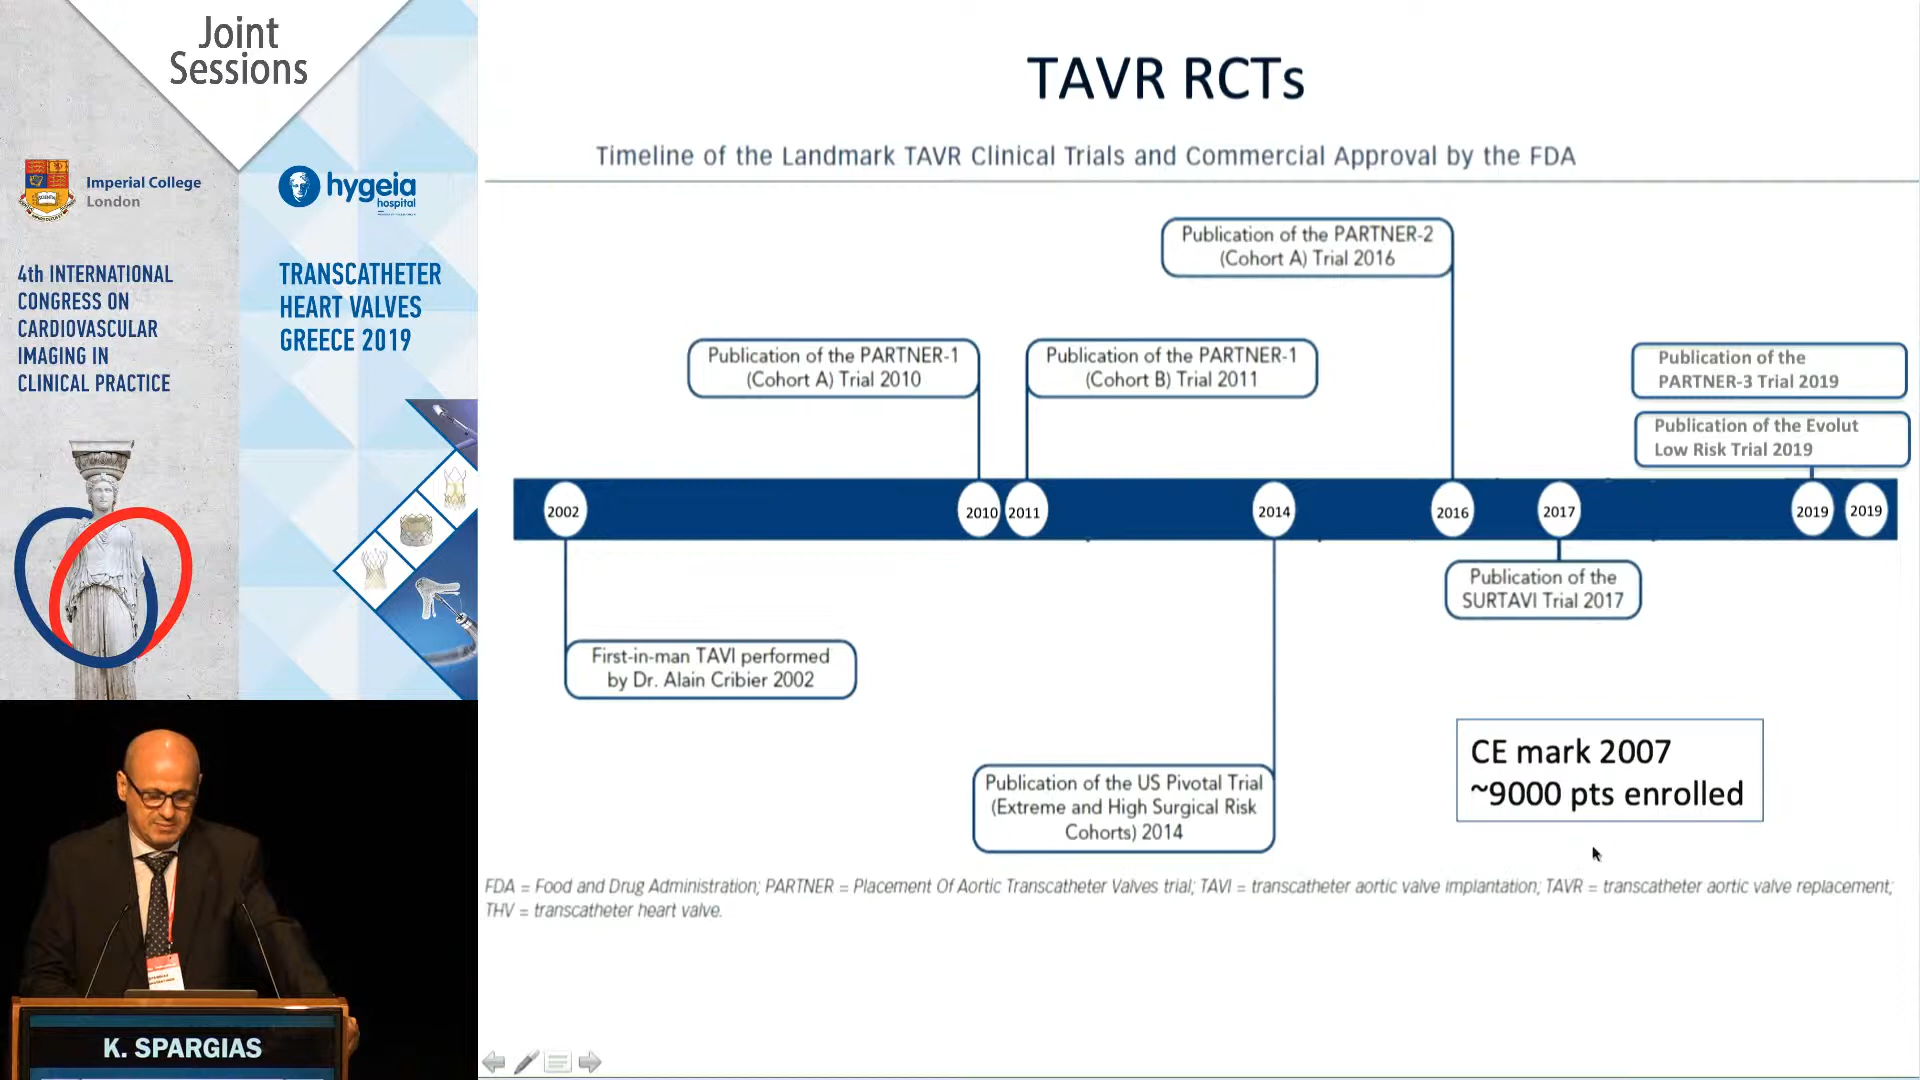 Joint
Sessions
Imperial College
London
hygeia
hospital
4th INTERNATIONAL
CONGRESS ON
CARDIOVASCULAR
IMAGING IN
CLINICAL PRACTICE
TRANSCATHETER
HEART VALVES
GREECE 2019
K. SPARGIAS
TAVR RCTs
Timeline of the Landmark TAVR Clinical Trials and Commercial Approval by the FDA
Publication of the PARTNER-2
(Cohort A) Trial 2016
Publication of the PARTNER-1
(Cohort A) Trial 2010
Publication of the PARTNER-1
(Cohort B) Trial 2011
Publication of the
PARTNER-3 Trial 2019
Publication of the Evolut
Low Risk Trial 2019
2002
2010
2011
2014
2016
2017
2019
2019
Publication of the
SURTAVI Trial 2017
First-in-man TAVI performed
by Dr. Alain Cribier 2002
Publication of the US Pivotal Trial
(Extreme and High Surgical Risk
Cohorts) 2014
CE mark 2007
~9000 pts enrolled
FDA = Food and Drug Administration; PARTNER = Placement Of Aortic Transcatheter Valves trial; TAVI = transcatheter aortic valve implantation; TAVR = transcatheter aortic valve replacement;
THV = transcatheter heart valve.